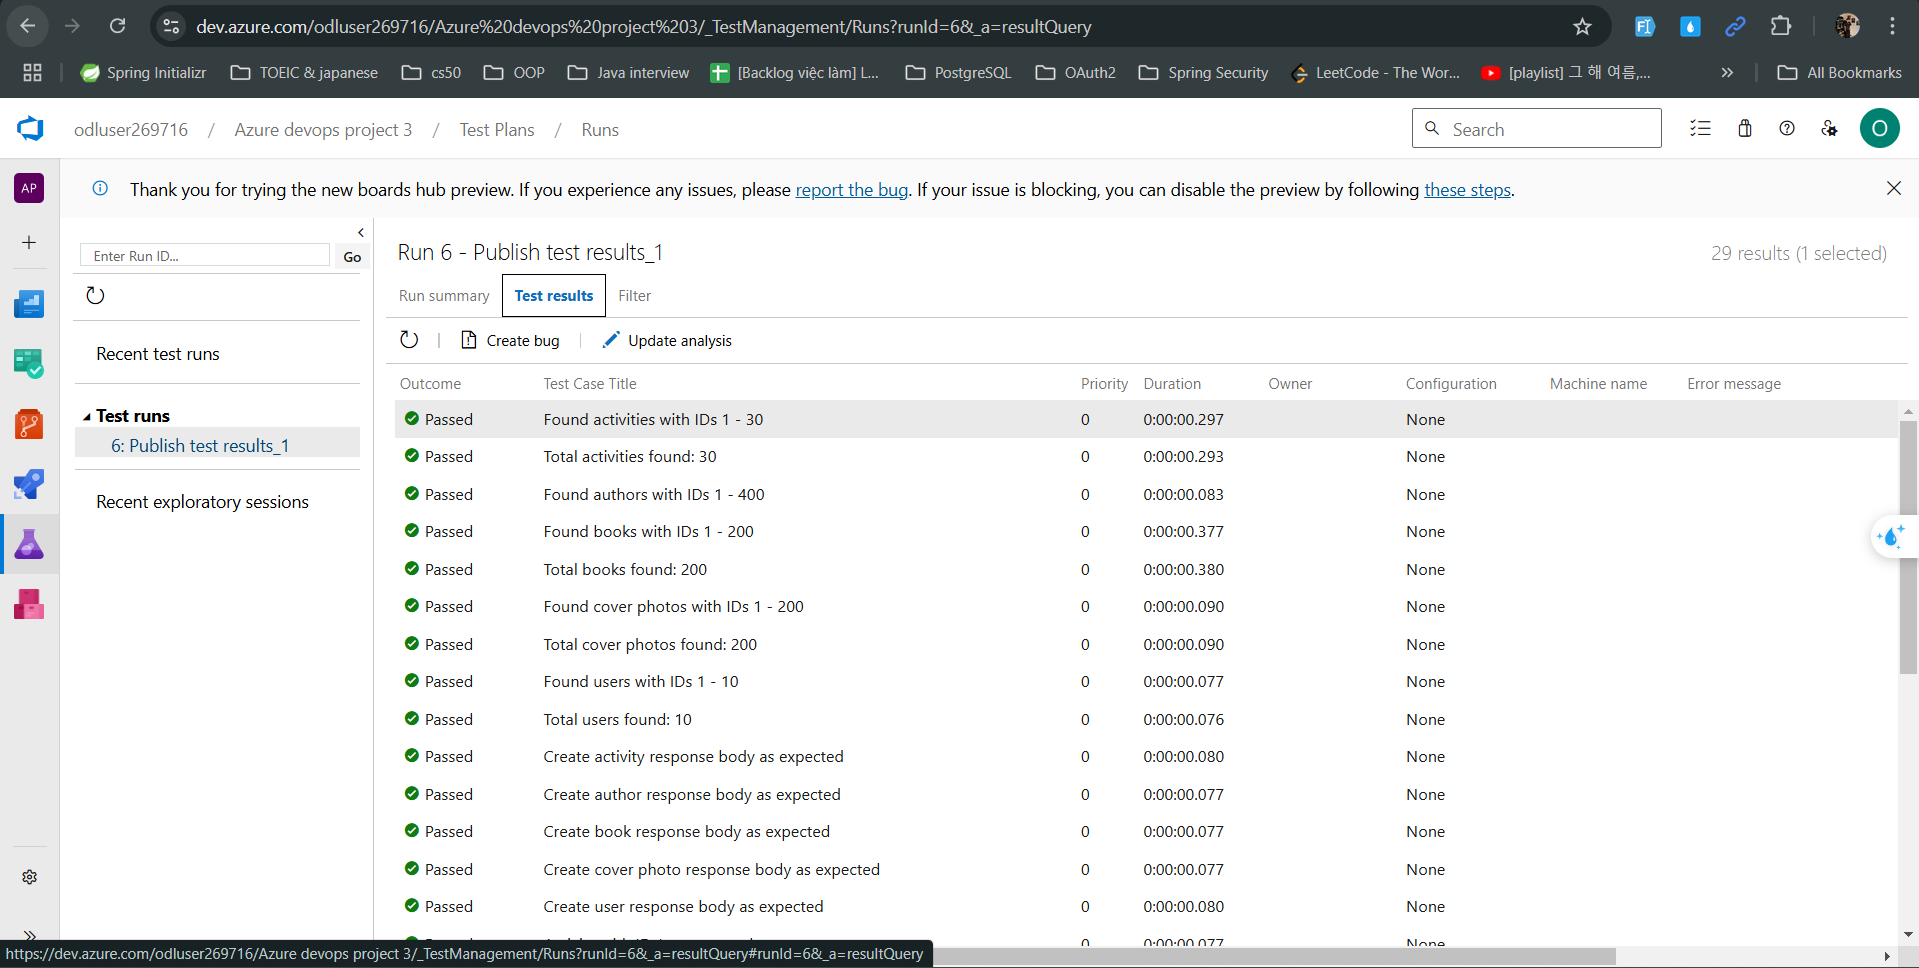 dev.azure.com/odluser269716/Azure%20devops%20project%203/_TestManagement/Runs?runId=6&_a=resultQuery
Spring Initializr
TOEIC & japanese
cs50
OOP
Java interview
[Backlog việc làm] L...
PostgreSQL
OAuth2
Spring Security
LeetCode - The Wor...
[playlist] 그 해 여름,...
All Bookmarks
odluser269716 / Azure devops project 3 / Test Plans / Runs
Search
O
AP
Thank you for trying the new boards hub preview. If you experience any issues, please report the bug. If your issue is blocking, you can disable the preview by following these steps.
Enter Run ID...
Go
Recent test runs
Test runs
6: Publish test results_1
Recent exploratory sessions
Run 6 - Publish test results_1
29 results (1 selected)
Run summary
Test results
Filter
Create bug
Update analysis
Outcome Test Case Title Priority Duration Owner Configuration Machine name Error message
Passed Found activities with IDs 1 - 30 0 0:00:00.297 None
Passed Total activities found: 30 0 0:00:00.293 None
Passed Found authors with IDs 1 - 400 0 0:00:00.083 None
Passed Found books with IDs 1 - 200 0 0:00:00.377 None
Passed Total books found: 200 0 0:00:00.380 None
Passed Found cover photos with IDs 1 - 200 0 0:00:00.090 None
Passed Total cover photos found: 200 0 0:00:00.090 None
Passed Found users with IDs 1 - 10 0 0:00:00.077 None
Passed Total users found: 10 0 0:00:00.076 None
Passed Create activity response body as expected 0 0:00:00.080 None
Passed Create author response body as expected 0 0:00:00.077 None
Passed Create book response body as expected 0 0:00:00.077 None
Passed Create cover photo response body as expected 0 0:00:00.077 None
Passed Create user response body as expected 0 0:00:00.080 None
0 0:00:00.077 None
https://dev.azure.com/odluser269716/Azure devops project 3/_TestManagement/Runs?runId=6&_a=resultQuery#runId=6&_a=resultQuery